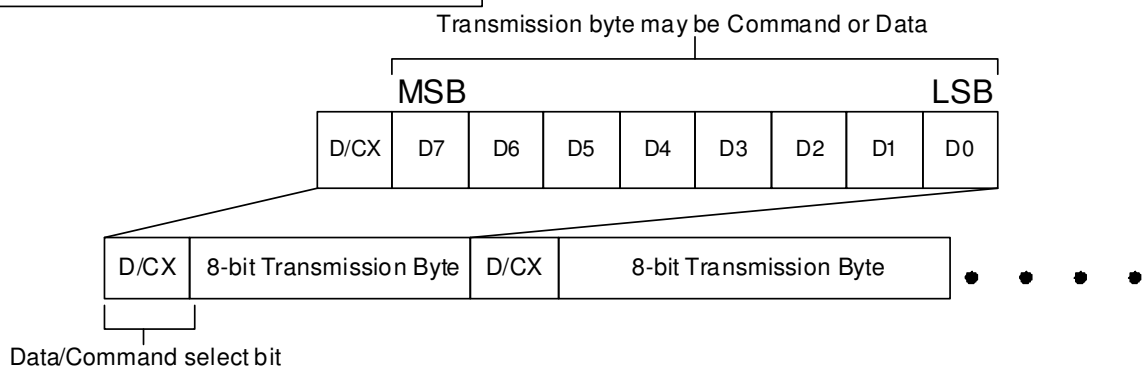 Transmission byte may be Command or Data
MSB LSB
D/CX D7 D6 D5 D4 D3 D2 D1 D0
D/CX 8-bit Transmission Byte D/CX 8-bit Transmission Byte
Data/Command select bit